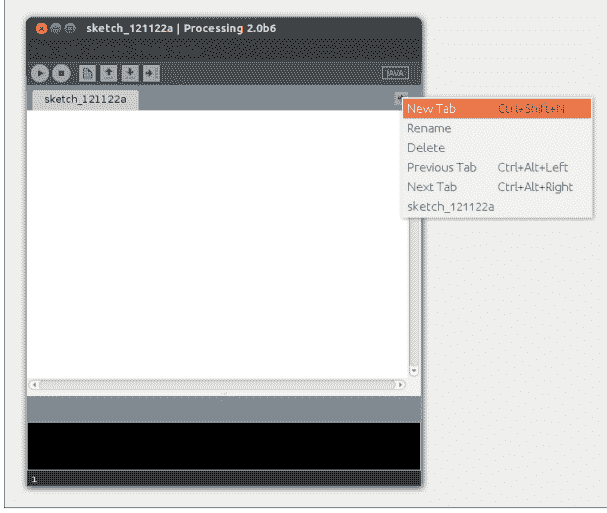 sketch_121122a | Processing 2.0b6
JAVA
sketch_121122a
New Tab Ctrl+Shift+N
Rename
Delete
Previous Tab Ctrl+Alt+Left
Next Tab Ctrl+Alt+Right
sketch_121122a
1